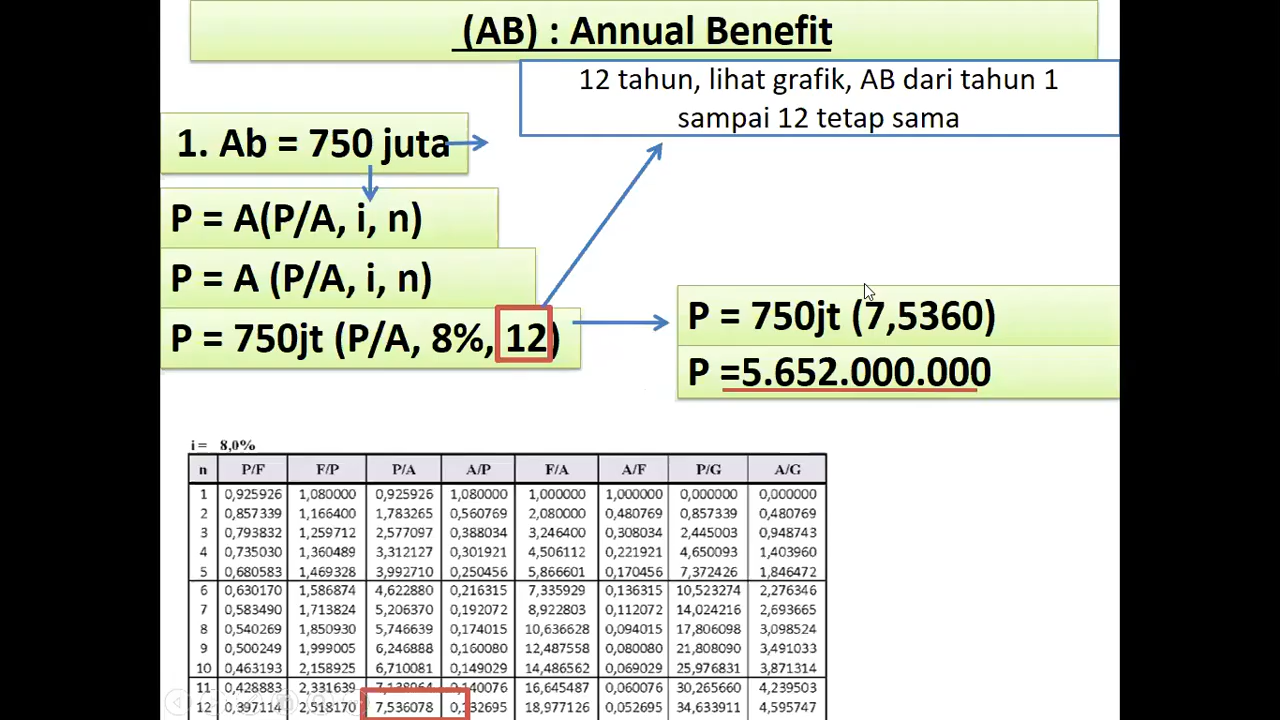 (AB) : Annual Benefit
12 tahun, lihat grafik, AB dari tahun 1
sampai 12 tetap sama
1. Ab = 750 juta
P = A(P/A, i, n)
P = A (P/A, i, n)
P = 750jt (P/A, 8%, 12)
P = 750jt (7,5360)
P =5.652.000.000
i = 8,0%
n P/F F/P P/A A/P F/A A/F P/G A/G
1 0,925926 1,080000 0,925926 1,080000 1,000000 1,000000 0,000000 0,000000
2 0,857339 1,166400 1,783265 0,560769 2,080000 0,480769 0,857339 0,480769
3 0,793832 1,259712 2,577097 0,388034 3,246400 0,308034 2,445003 0,948743
4 0,735030 1,360489 3,312127 0,301921 4,506112 0,221921 4,650093 1,403960
5 0,680583 1,469328 3,992710 0,250456 5,866601 0,170456 7,372426 1,846472
6 0,630170 1,586874 4,622880 0,216315 7,335929 0,136315 10,523274 2,276346
7 0,583490 1,713824 5,206370 0,192072 8,922803 0,112072 14,024216 2,693665
8 0,540269 1,850930 5,746639 0,174015 10,636628 0,094015 17,806098 3,098524
9 0,500249 1,999005 6,246888 0,160080 12,487558 0,080080 21,808090 3,491033
10 0,463193 2,158925 6,710081 0,149029 14,486562 0,069029 25,976831 3,871314
11 0,428883 2,331639 7,138964 0,140076 16,645487 0,060076 30,265660 4,239503
12 0,397114 2,518170 7,536078 0,132695 18,977126 0,052695 34,633911 4,595747